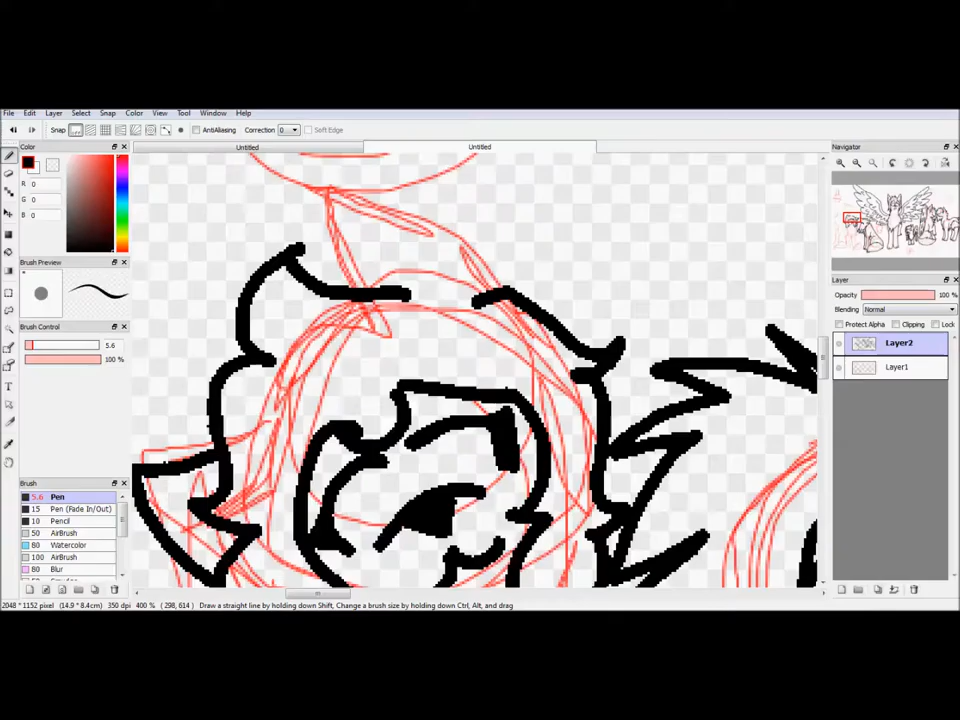 File Edit Layer Select Snap Color View Tool Window Help
Snap AntiAliasing Correction 0 Soft Edge
Color
Untitled
Untitled
Navigator
R 0
G 0
B 0
Brush Preview
Brush Control
5.6
100 %
Layer
Opacity 100 %
Blending Normal
Protect Alpha Clipping Lock
Layer2
Layer1
Brush
5.6 Pen
15 Pen (Fade In/Out)
10 Pencil
50 AirBrush
80 Watercolor
100 AirBrush
80 Blur
2048 * 1152 pixel (14.9 * 8.4cm) 350 dpi 400 % ( 298, 614 ) Draw a straight line by holding down Shift, Change a brush size by holding down Ctrl, Alt, and drag